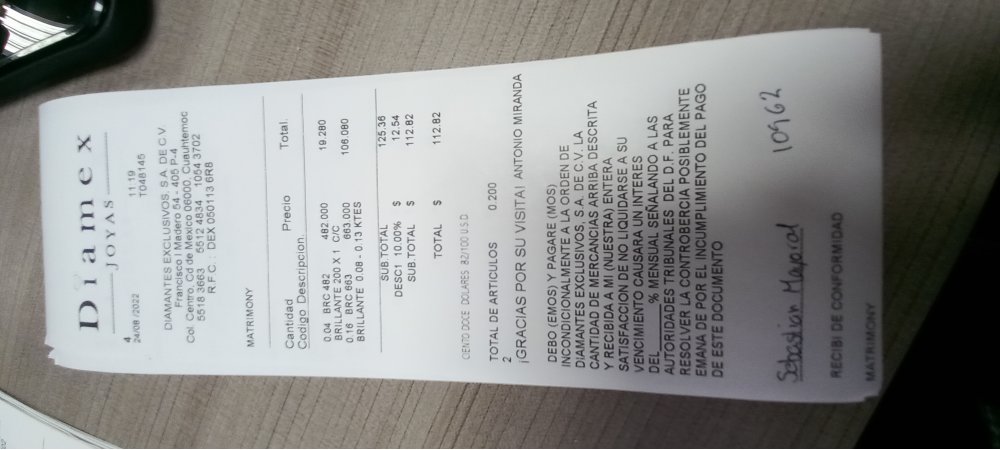 Diamex
JOYAS
4
24/08 /2022 11 19
T048145
DIAMANTES EXCLUSIVOS, S.A. DE C.V.
Francisco I Madero 54 - 405 P-4
Col. Centro, Cd de Mexico 06000, Cuauhtemoc
5518 3663 5512 4834 1054 3702
R.F.C. : DEX 050113 6R8
MATRIMONY
Cantidad Precio Total.
Codigo Descripcion
0.04 BRC 482 482.000 19.280
BRILLANTE 200 X 1 C/C
0.16 BRC 663 663.000 106.080
BRILLANTE 0.08 - 0.13 KTES
SUB.TOTAL $ 125.36
DESC1 10.00% $ 12.54
SUB.TOTAL $ 112.82
TOTAL $ 112.82
CIENTO DOCE DOLARES 82/100 U.S.D.
TOTAL DE ARTICULOS 0.200
2
¡GRACIAS POR SU VISITA! ANTONIO MIRANDA
DEBO (EMOS) Y PAGARE (MOS)
INCONDICIONALMENTE A LA ORDEN DE
DIAMANTES EXCLUSIVOS, S.A. DE C.V. LA
CANTIDAD DE MERCANCIAS ARRIBA DESCRITA
Y RECIBIDA A MI (NUESTRA) ENTERA
SATISFACCION DE NO LIQUIDARSE A SU
VENCIMIENTO CAUSARA UN INTERES
DEL ______ % MENSUAL, SEÑALANDO A LAS
AUTORIDADES TRIBUNALES DEL D.F. PARA
RESOLVER LA CONTROBERCIA POSIBLEMENTE
EMANA DE POR EL INCUMPLIMIENTO DEL PAGO
DE ESTE DOCUMENTO
Sebastian Mayoral 10962
RECIBI DE CONFORMIDAD
MATRIMONY